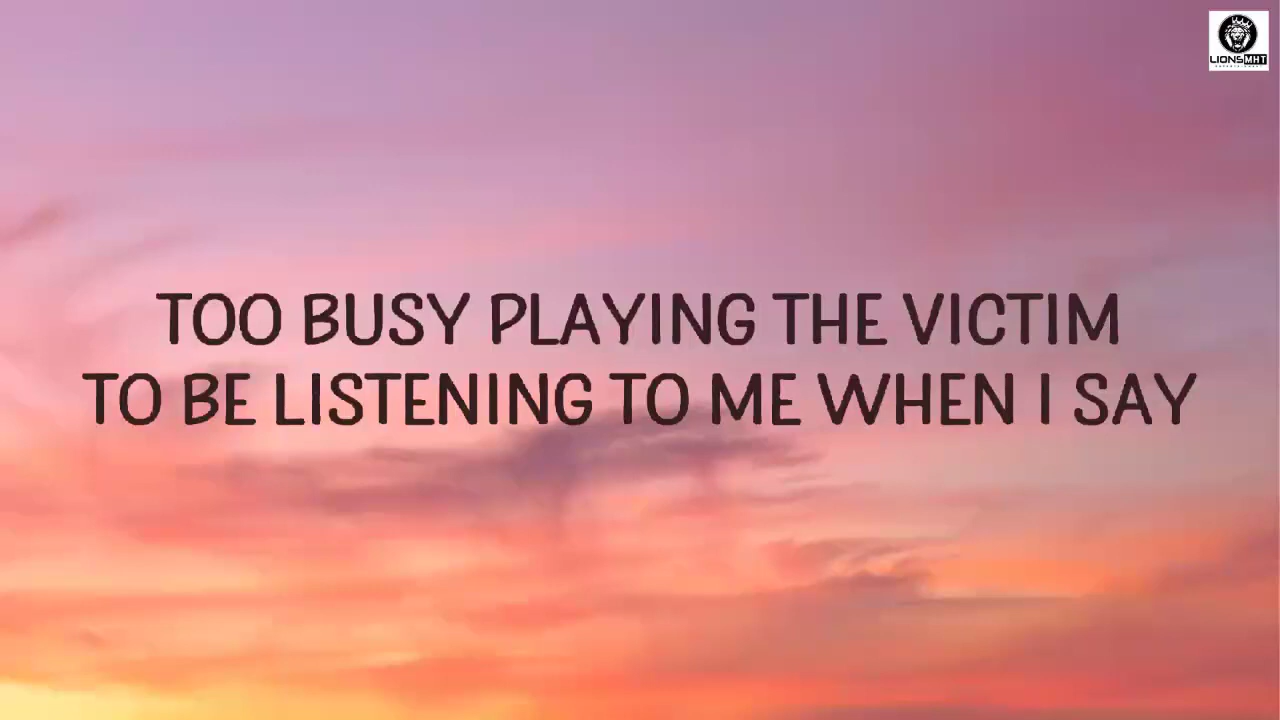 LIONSMHT
TOO BUSY PLAYING THE VICTIM
TO BE LISTENING TO ME WHEN I SAY